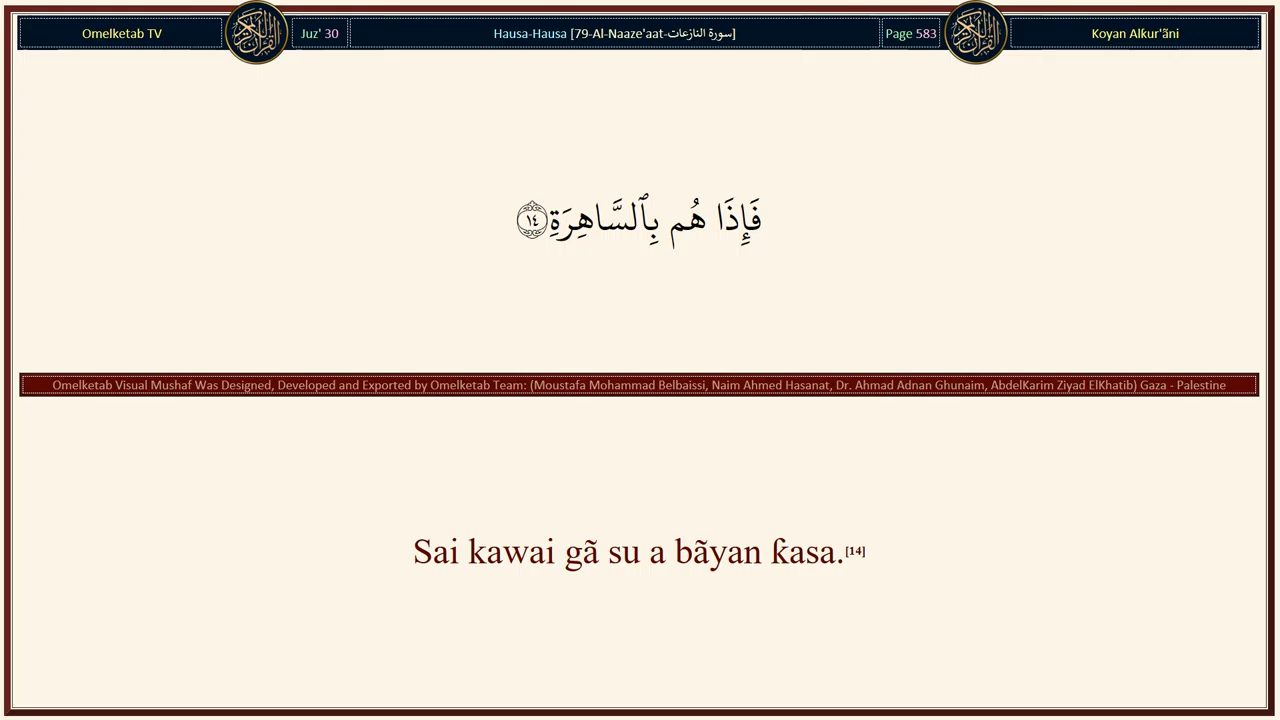 Omelketab TV
Juz' 30
Hausa-Hausa [79-Al-Naaze'aat-سورة النازعات]
Page 583
Koyan Alƙur'ãni
فَإِذَا هُم بِٱلسَّاهِرَةِ ١٤
Omelketab Visual Mushaf Was Designed, Developed and Exported by Omelketab Team: (Moustafa Mohammad Belbaissi, Naim Ahmed Hasanat, Dr. Ahmad Adnan Ghunaim, AbdelKarim Ziyad ElKhatib) Gaza - Palestine
Sai kawai gã su a bãyan ƙasa.[14]